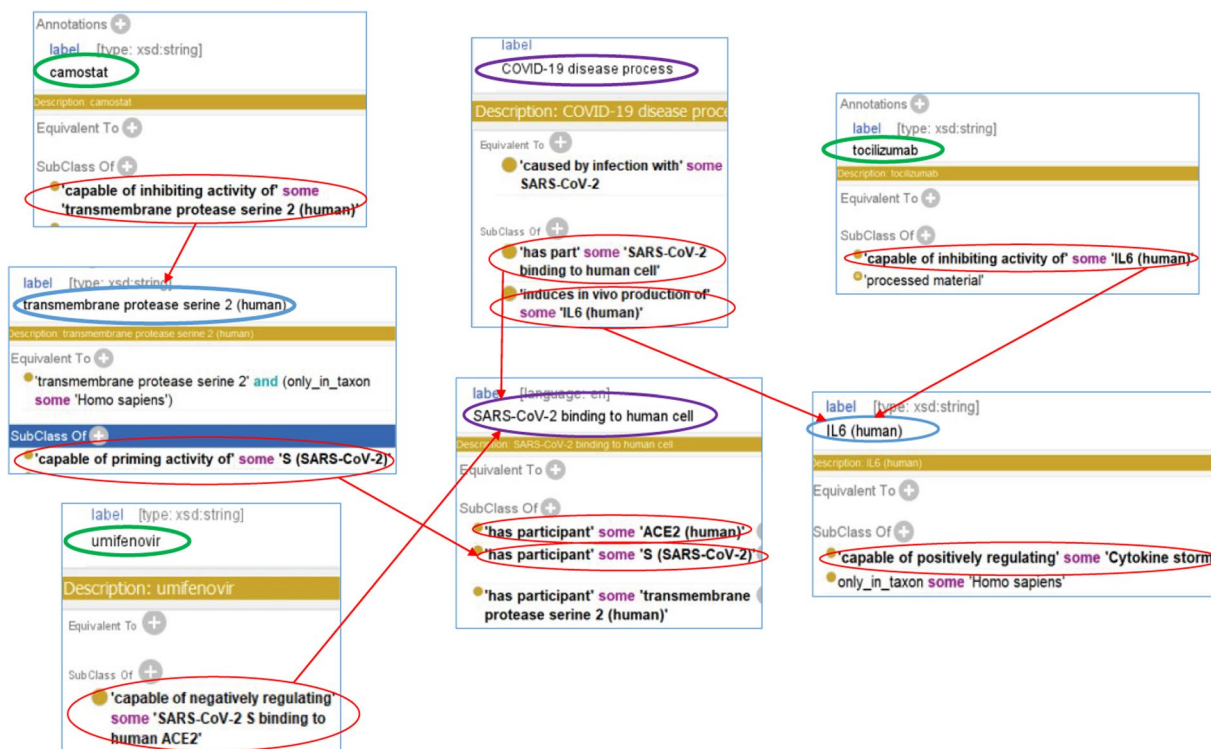 Annotations
label [type: xsd:string]
camostat
Description: camostat
Equivalent To
SubClass Of
'capable of inhibiting activity of' some
'transmembrane protease serine 2 (human)'
label
COVID-19 disease process
Description: COVID-19 disease proce
Equivalent To
'caused by infection with' some
SARS-CoV-2
SubClass Of
'has part' some 'SARS-CoV-2
binding to human cell'
'induces in vivo production of'
some 'IL6 (human)'
Annotations
label [type: xsd:string]
tocilizumab
Description: tocilizumab
Equivalent To
SubClass Of
'capable of inhibiting activity of' some 'IL6 (human)'
'processed material'
label [type: xsd:string]
transmembrane protease serine 2 (human)
Description: transmembrane protease serine 2 (human)
Equivalent To
'transmembrane protease serine 2' and (only_in_taxon
some 'Homo sapiens')
SubClass Of
'capable of priming activity of' some 'S (SARS-CoV-2)'
label [language: en]
SARS-CoV-2 binding to human cell
Description: SARS-CoV-2 binding to human cell
Equivalent To
SubClass Of
'has participant' some 'ACE2 (human)'
'has participant' some 'S (SARS-CoV-2)'
'has participant' some 'transmembrane
protease serine 2 (human)'
label [type: xsd:string]
IL6 (human)
Description: IL6 (human)
Equivalent To
SubClass Of
'capable of positively regulating' some 'Cytokine storm
only_in_taxon some 'Homo sapiens'
label [type: xsd:string]
umifenovir
Description: umifenovir
Equivalent To
SubClass Of
'capable of negatively regulating'
some 'SARS-CoV-2 S binding to
human ACE2'